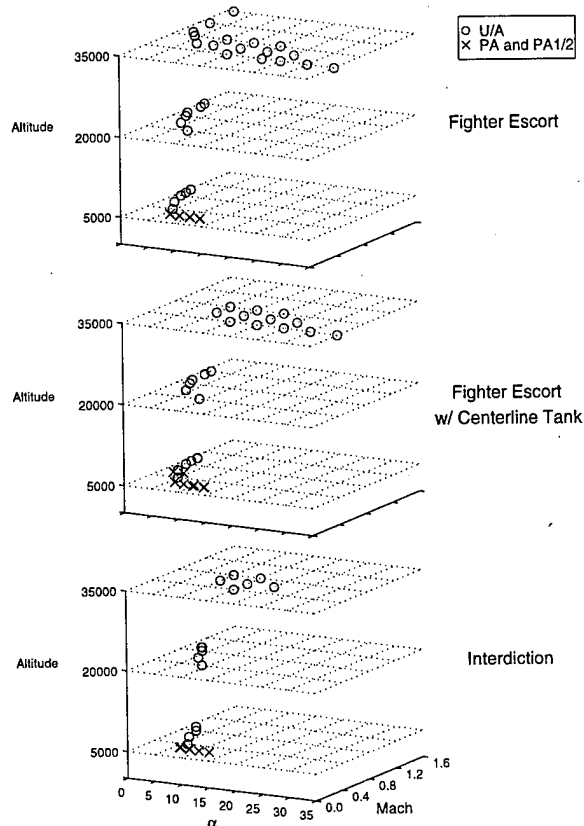 U/A
PA and PA1/2
35000
Altitude
20000
5000
Fighter Escort
35000
Altitude
20000
5000
Fighter Escort
w/ Centerline Tank
35000
Altitude
20000
5000
Interdiction
0 5 10 15 20 25 30 35
α
0.0 0.4 0.8 1.2 1.6
Mach